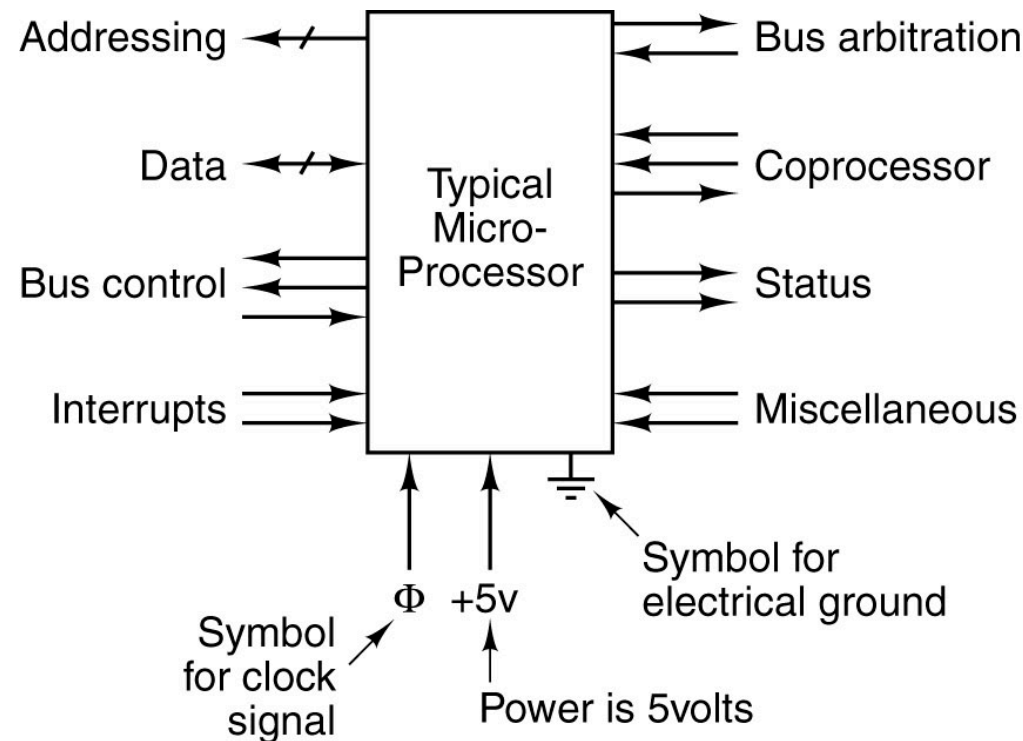 Addressing
Bus arbitration
Data
Coprocessor
Typical
Micro-
Processor
Bus control
Status
Interrupts
Miscellaneous
Φ +5v
Symbol for
electrical ground
Symbol
for clock
signal
Power is 5volts